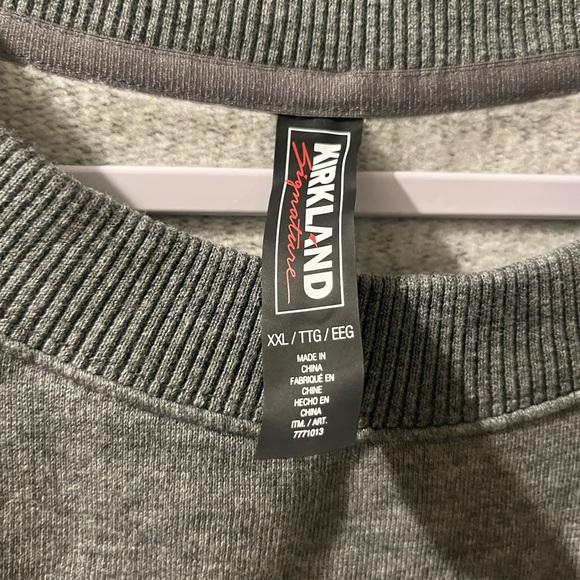 KIRKLAND
Signature
XXL / TTG / EEG
MADE IN
CHINA
FABRIQUÉ EN
CHINE
HECHO EN
CHINA
ITM. / ART.
7771013